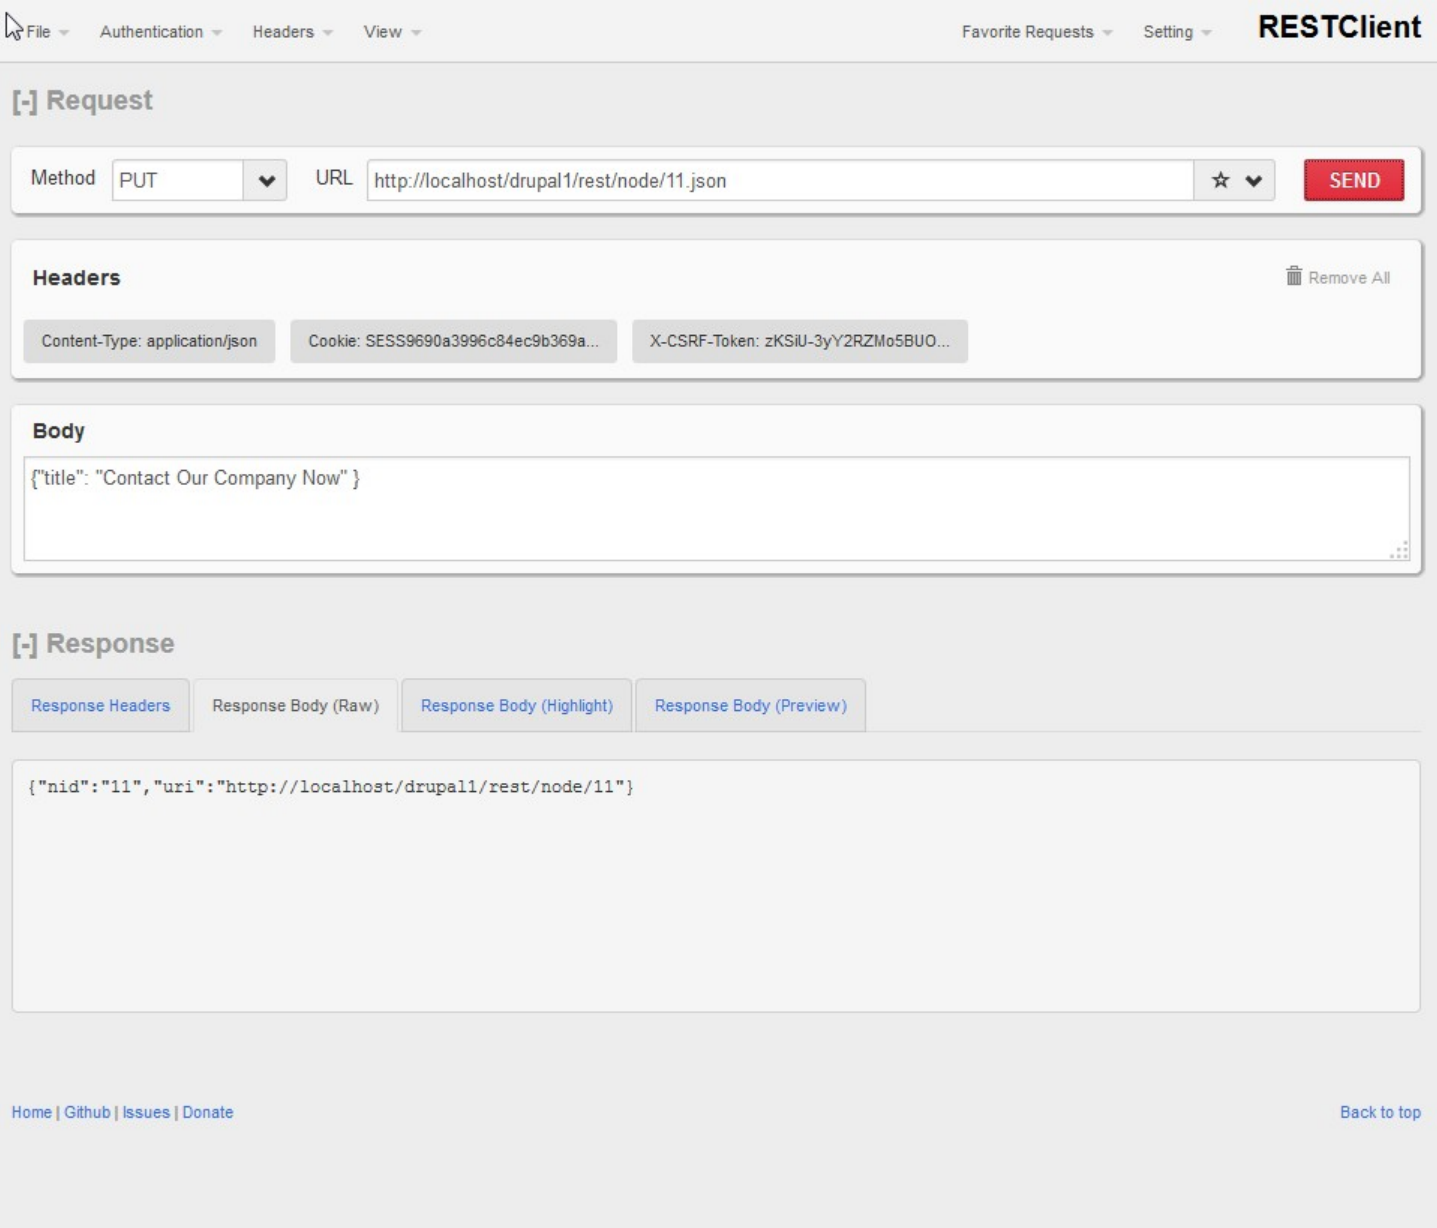 File Authentication Headers View Favorite Requests Setting RESTClient
[-] Request
Method PUT URL http://localhost/drupal1/rest/node/11.json SEND
Headers Remove All
Content-Type: application/json Cookie: SESS9690a3996c84ec9b369a... X-CSRF-Token: zKSiU-3yY2RZMo5BUO...
Body
{"title": "Contact Our Company Now" }
[-] Response
Response Headers Response Body (Raw) Response Body (Highlight) Response Body (Preview)
{"nid":"11","uri":"http://localhost/drupal1/rest/node/11"}
Home | Github | Issues | Donate Back to top